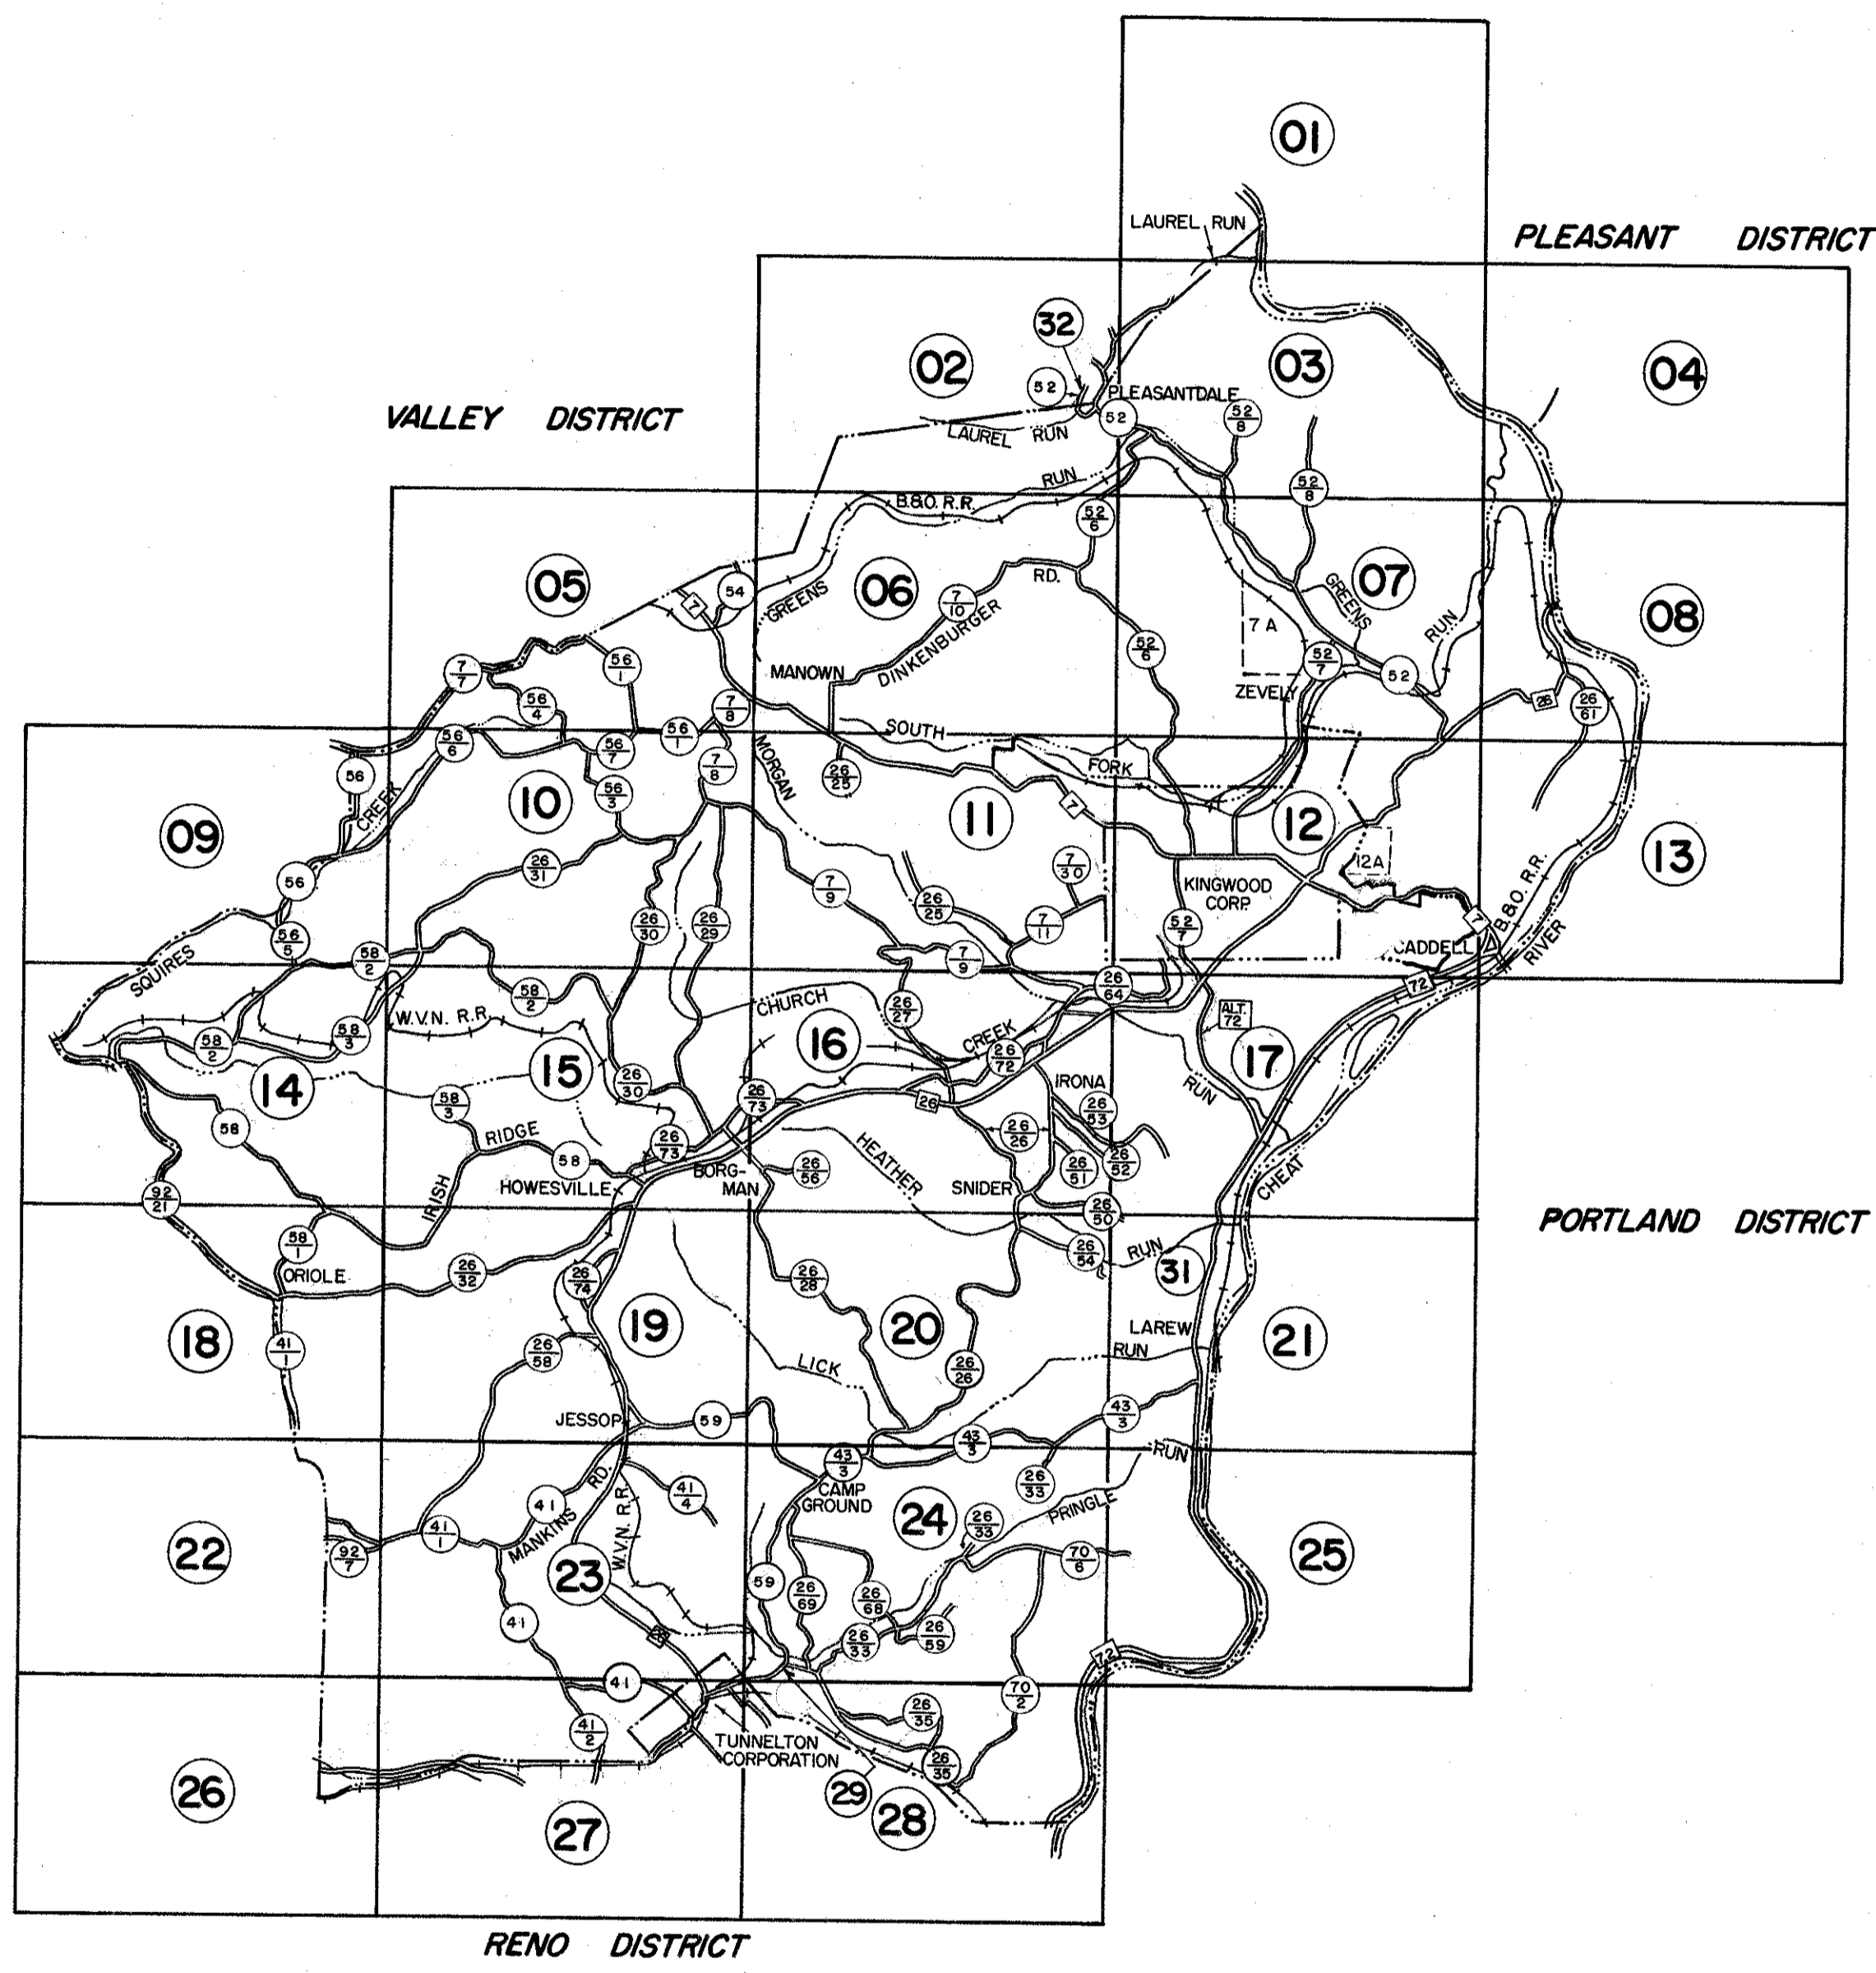 01
LAUREL RUN
PLEASANT DISTRICT
32
02
03
04
52
PLEASANTDALE
52
52/8
VALLEY DISTRICT
LAUREL RUN
RUN
52/8
B.&O. R.R.
52/6
05
06
RD.
07
08
54
7
GREENS
7/10
DINKENBURGER
GREENS
RUN
7 A
52/6
52/7
52
7/7
56/1
MANOWN
ZEVELY
26
26/61
56/4
7/8
56/6
56/7
56/1
SOUTH
FORK
56
7/8
MORGAN
26/25
CREEK
56/3
10
11
7
12
09
13
12A
26/31
7/30
56
7/9
26/25
KINGWOOD
CORP.
7/11
52/7
7
B.&O. R.R.
RIVER
56/5
26/30
26/29
CADDELL
58/2
7/9
SQUIRES
26/64
72
58/2
CHURCH
26/27
W.V.N. R.R.
ALT.
72
58/3
58/2
16
CREEK
26/72
17
14
15
26/30
IRONA
RUN
58/3
26/73
26
26/53
58
26/26
RIDGE
26/73
HEATHER
58
BORG-
MAN
26/56
26/51
26/52
HOWESVILLE
SNIDER
CHEAT
92/21
IRISH
26/50
PORTLAND DISTRICT
58/1
26/54
RUN
31
ORIOLE
26/32
26/74
26/28
18
19
20
LAREW
21
41/1
26/58
LICK
26/26
RUN
JESSOP
59
43/3
43/3
43/3
RUN
RD.
41/4
CAMP
GROUND
26/33
41
W.V.N. R.R.
24
PRINGLE
41/1
MANKINS
26/33
22
92/7
25
70/6
23
59
26/69
26/68
41
26/33
26/59
26
72
41
70/2
26/35
41/2
TUNNELTON
CORPORATION
26/35
26
29
28
27
RENO DISTRICT